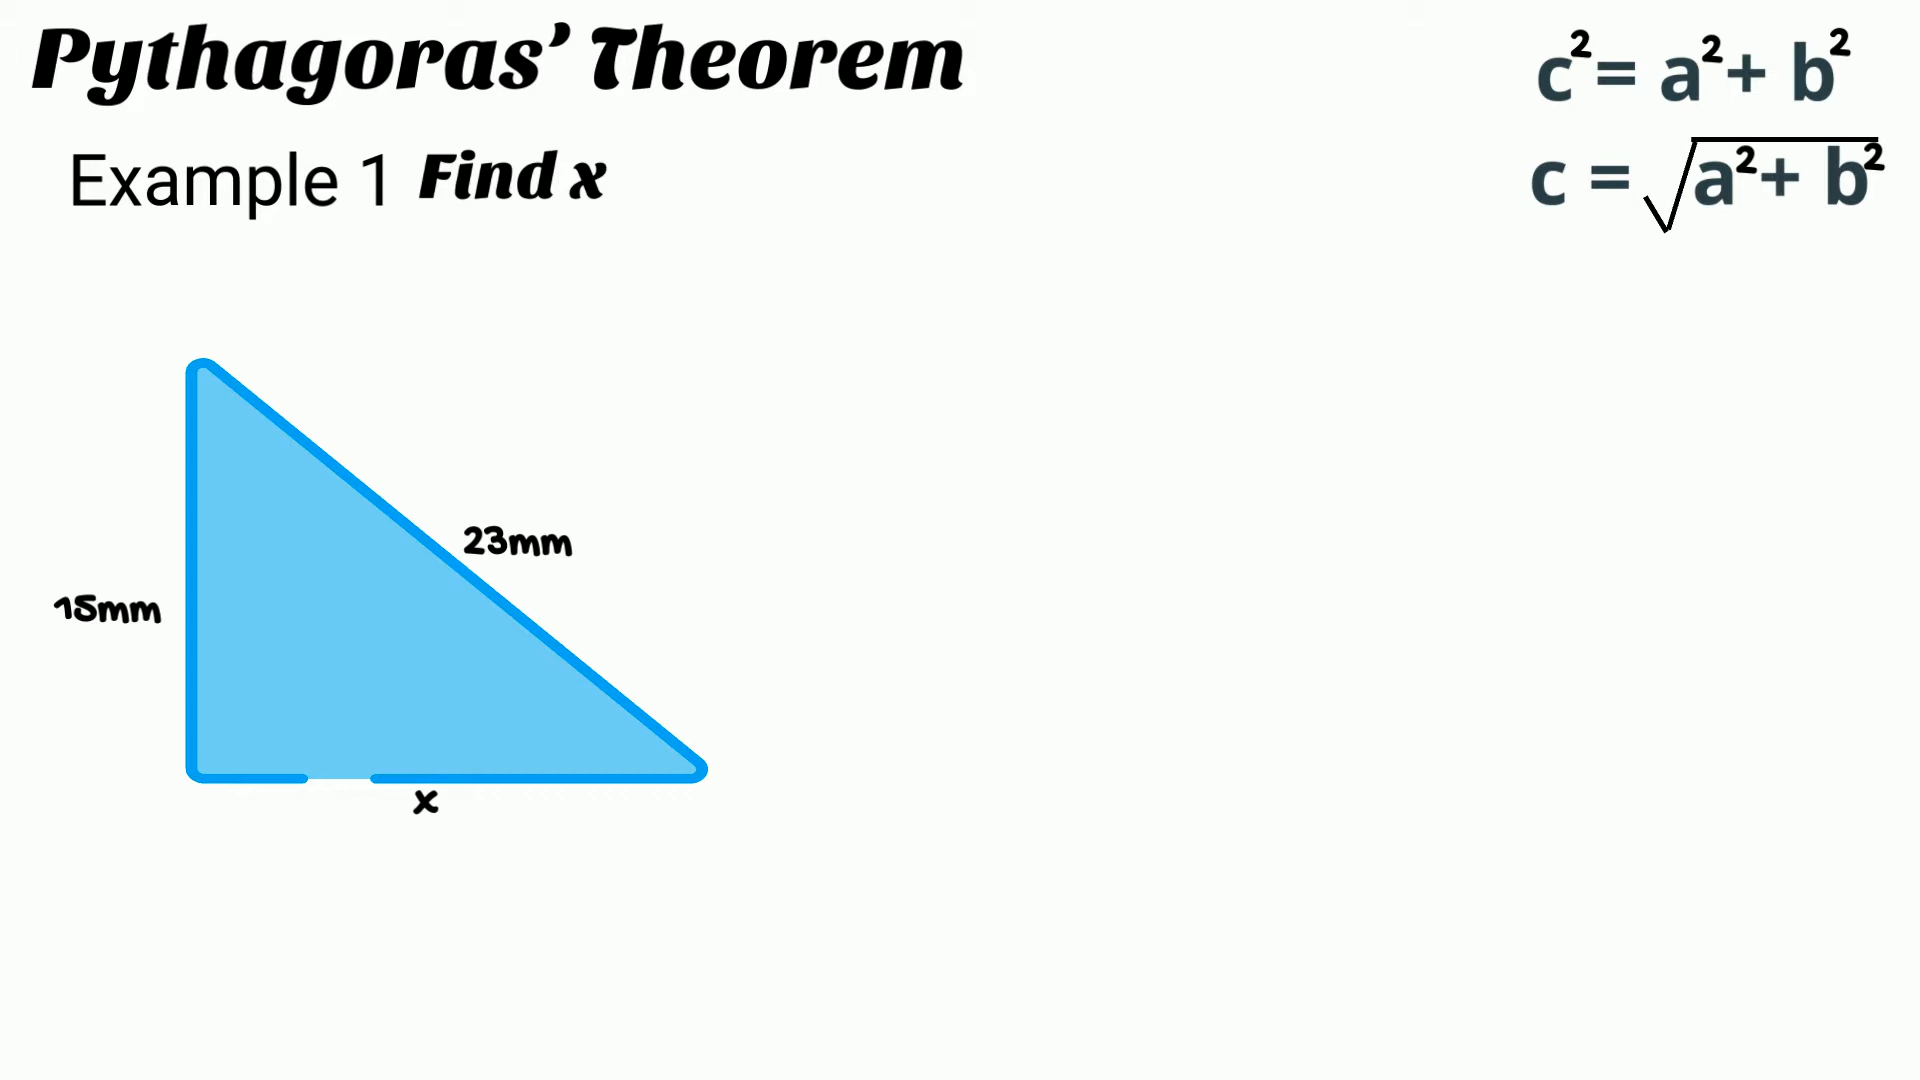 Pythagoras’ Theorem
c²= a²+ b²
Example 1 Find x
c = √a²+ b²
23mm
15mm
x